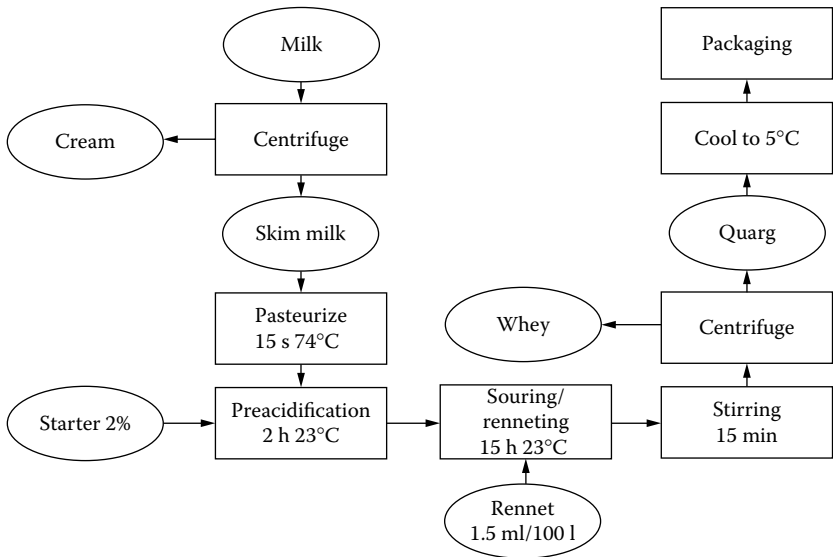 Milk
Packaging
Cream
Centrifuge
Cool to 5°C
Skim milk
Quarg
Pasteurize
15 s 74°C
Whey
Centrifuge
Starter 2%
Preacidification
2 h 23°C
Souring/
renneting
15 h 23°C
Stirring
15 min
Rennet
1.5 ml/100 l